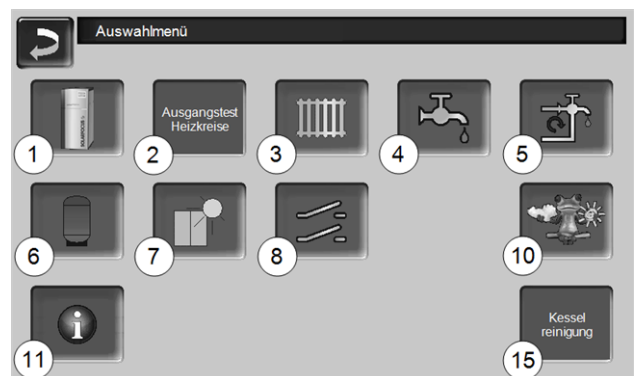 Auswahlmenü
Ausgangstest
Heizkreise
1
2
3
4
5
6
7
8
10
Kessel
reinigung
11
15